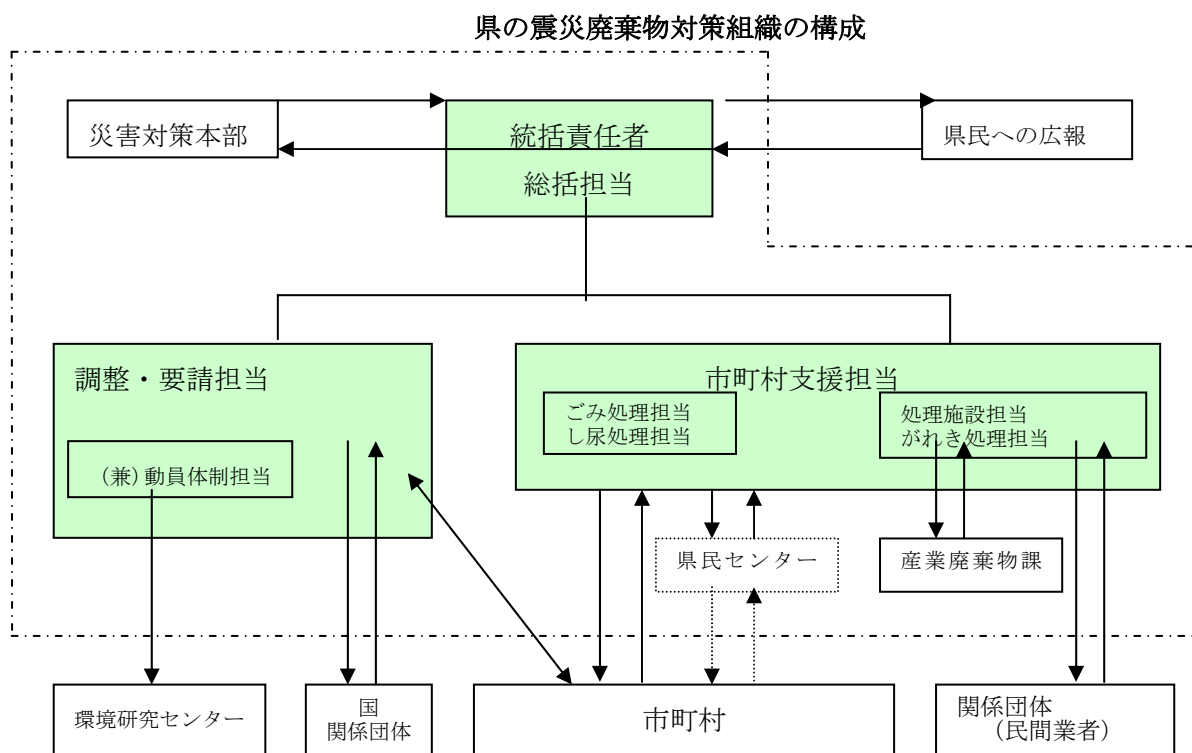 県の震災廃棄物対策組織の構成
災害対策本部
統括責任者
総括担当
県民への広報
調整・要請担当
(兼)動員体制担当
市町村支援担当
ごみ処理担当
し尿処理担当
処理施設担当
がれき処理担当
県民センター
産業廃棄物課
環境研究センター
国
関係団体
市町村
関係団体
(民間業者)